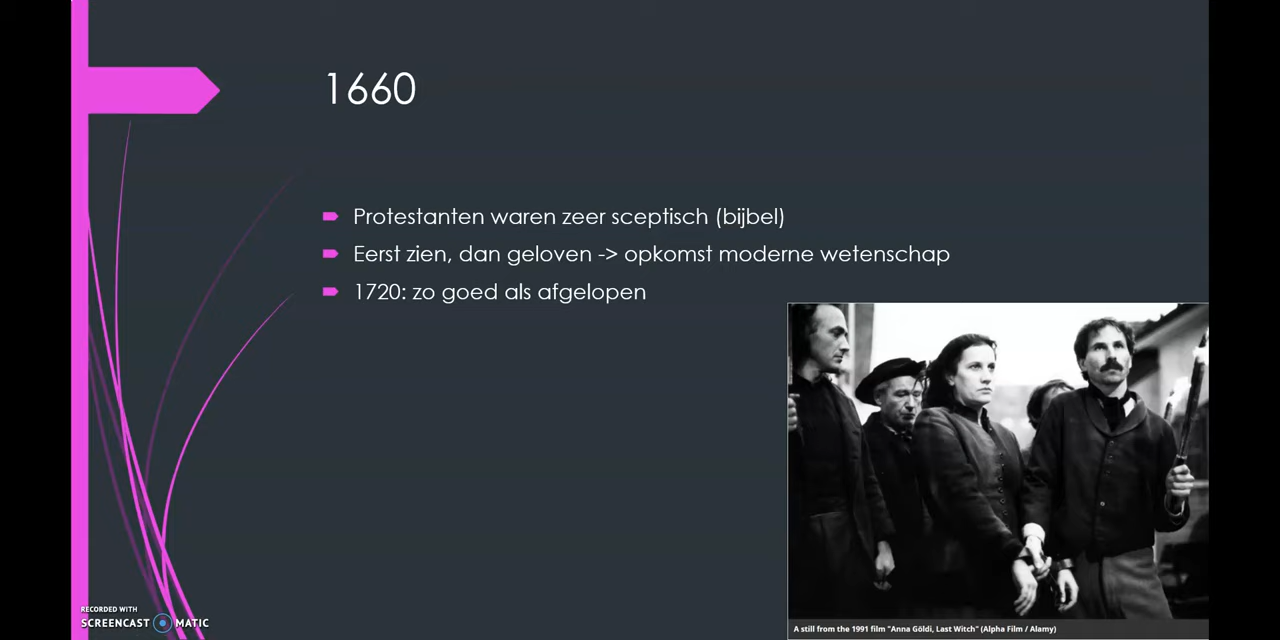 1660
Protestanten waren zeer sceptisch (bijbel)
Eerst zien, dan geloven -> opkomst moderne wetenschap
1720: zo goed als afgelopen
A still from the 1991 film "Anna Göldi, Last Witch" (Alpha Film / Alamy)
RECORDED WITH
SCREENCAST MATIC